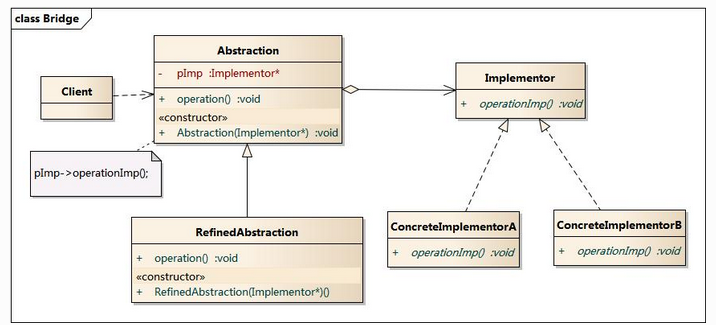 class Bridge
Abstraction
- pImp :Implementor*
+ operation() :void
«constructor»
+ Abstraction(Implementor*) :void
Client
Implementor
+ operationImp() :void
pImp->operationImp();
RefinedAbstraction
+ operation() :void
«constructor»
+ RefinedAbstraction(Implementor*)()
ConcreteImplementorA
+ operationImp() :void
ConcreteImplementorB
+ operationImp() :void